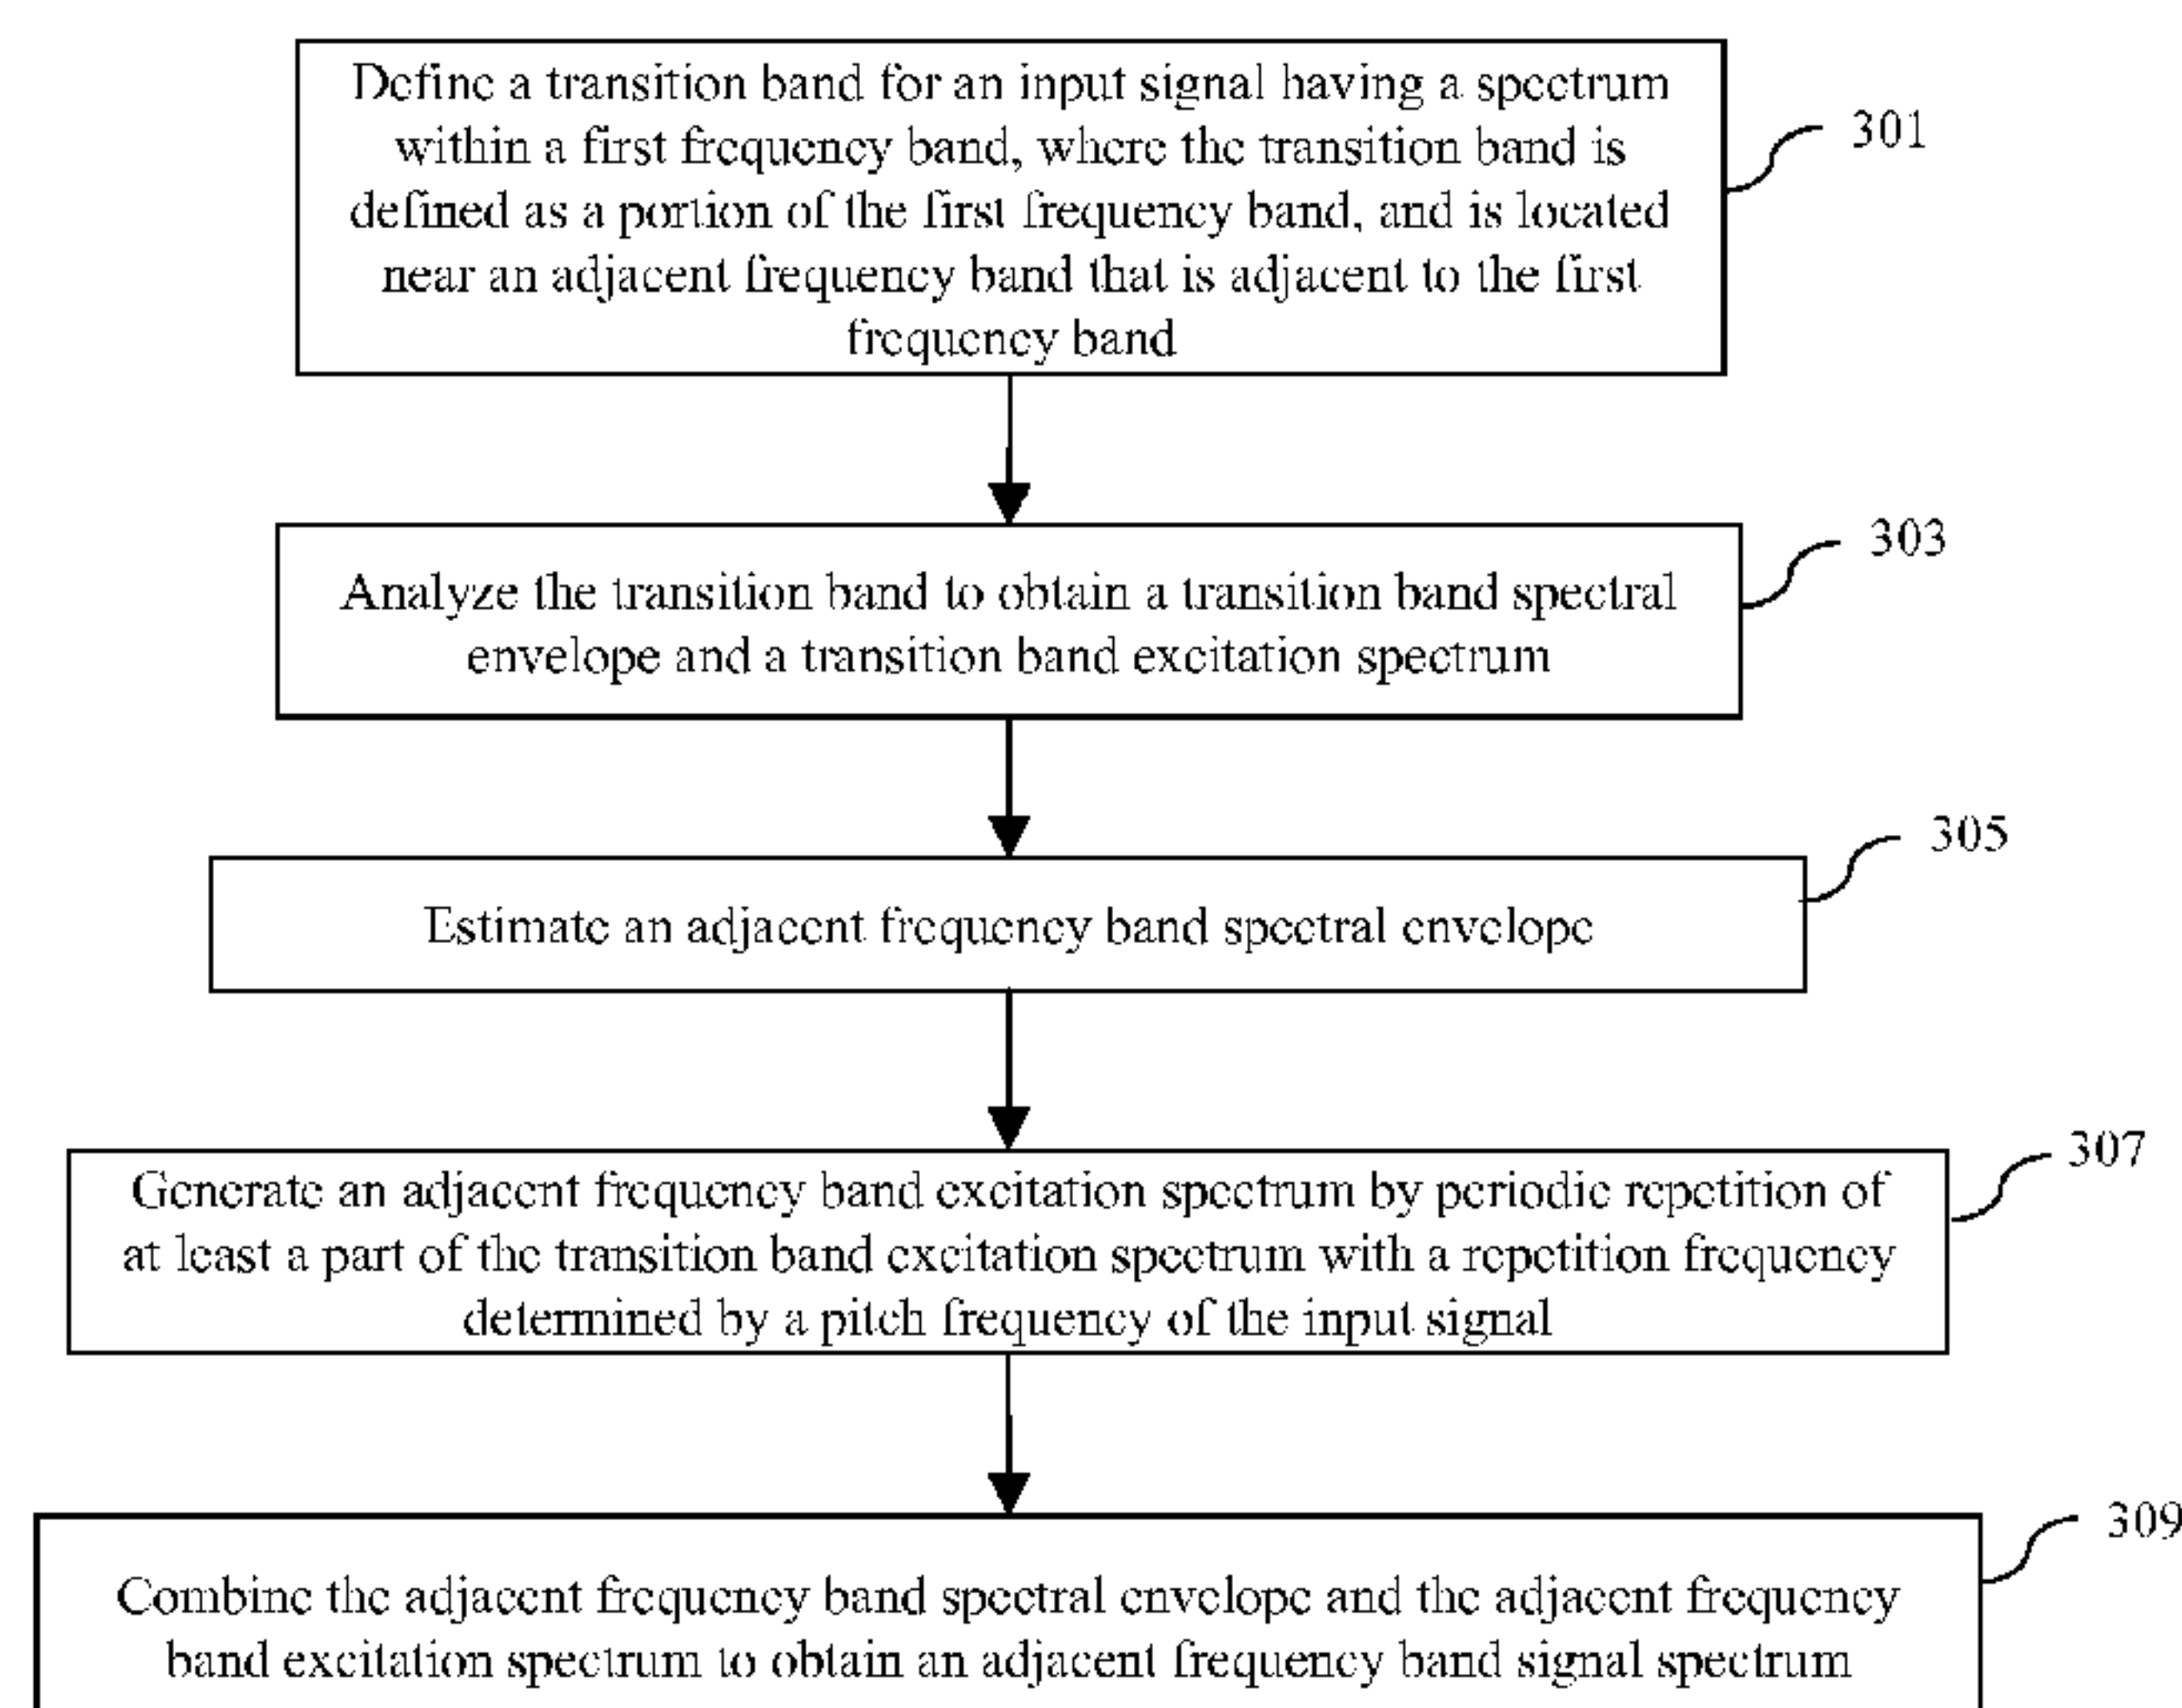 Define a transition band for an input signal having a spectrum
within a first frequency band, where the transition band is
defined as a portion of the first frequency band, and is located
near an adjacent frequency band that is adjacent to the first
frequency band
301
Analyze the transition band to obtain a transition band spectral
envelope and a transition band excitation spectrum
303
Estimate an adjacent frequency band spectral envelope
305
Generate an adjacent frequency band excitation spectrum by periodic repetition of
at least a part of the transition band excitation spectrum with a repetition frequency
determined by a pitch frequency of the input signal
307
Combine the adjacent frequency band spectral envelope and the adjacent frequency
band excitation spectrum to obtain an adjacent frequency band signal spectrum
309